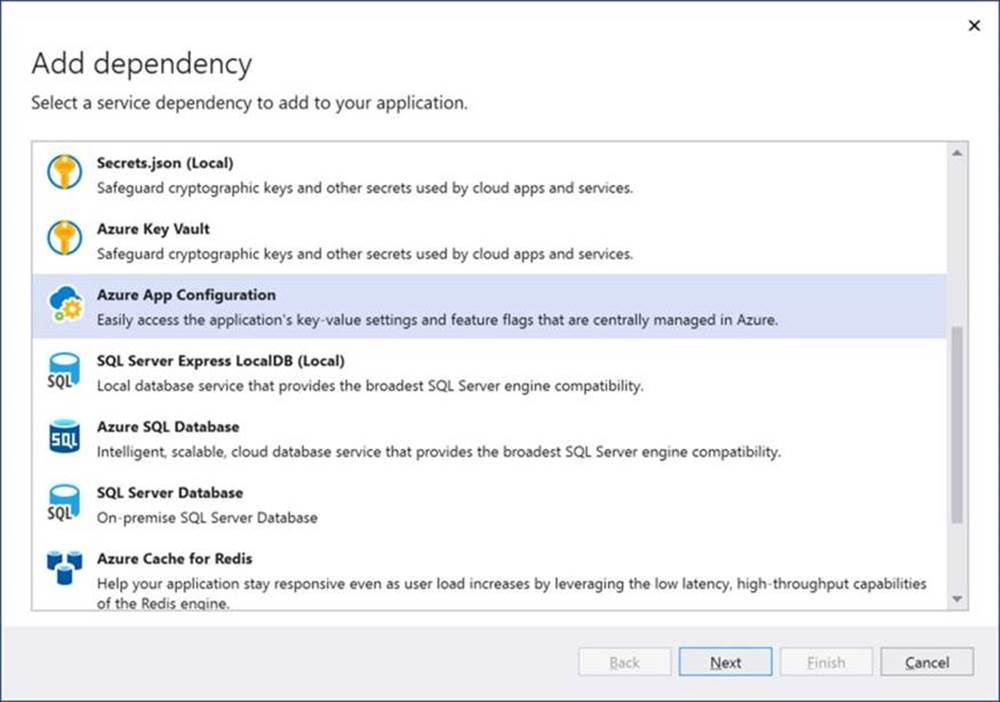 Add dependency
Select a service dependency to add to your application.
Secrets.json (Local)
Safeguard cryptographic keys and other secrets used by cloud apps and services.
Azure Key Vault
Safeguard cryptographic keys and other secrets used by cloud apps and services.
Azure App Configuration
Easily access the application's key-value settings and feature flags that are centrally managed in Azure.
SQL Server Express LocalDB (Local)
SQL
Local database service that provides the broadest SQL Server engine compatibility.
Azure SQL Database
SQL
Intelligent, scalable, cloud database service that provides the broadest SQL Server engine compatibility.
SQL Server Database
SQL
On-premise SQL Server Database
Azure Cache for Redis
Help your application stay responsive even as user load increases by leveraging the low latency, high-throughput capabilities
of the Redis engine.
Back
Next
Finish
Cancel